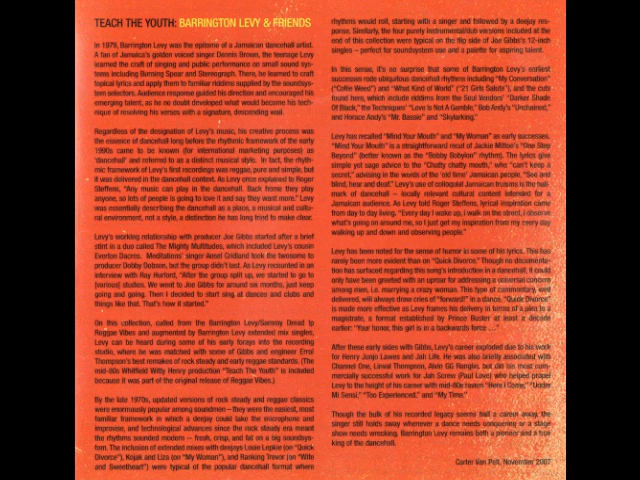 TEACH THE YOUTH: BARRINGTON LEVY & FRIENDS
In 1979, Barrington Levy was the epitome of a Jamaican dancehall artist.
A fan of Jamaica's golden voiced singer Dennis Brown, the teenage Levy
learned the craft of singing and public performance on small sound sys-
tems including Burning Spear and Stereograph. There, he learned to craft
topical lyrics and apply them to familiar riddims supplied by the soundsys-
tem selectors. Audience response guided his direction and encouraged his
emerging talent, as he no doubt developed what would become his tech-
nique of resolving his verses with a signature, descending wail.
Regardless of the designation of Levy's music, his creative process was
the essence of dancehall long before the rhythmic framework of the early
1990s came to be known (for international marketing purposes) as
'dancehall' and referred to as a distinct musical style. In fact, the rhyth-
mic framework of Levy's first recordings was reggae, pure and simple, but
it was delivered in the dancehall context. As Levy once explained to Roger
Steffens, "Any music can play in the dancehall. Back home they play
anyone, so lots of people is going to love it and say they want more." Levy
was essentially describing the dancehall as a place, a musical and cultu-
ral environment, not a style, a distinction he has long tried to make clear.
Levy's working relationship with producer Joe Gibbs started after a brief
stint in a duo called The Mighty Multitudes, which included Levy's cousin
Everton Dacres. Meditations' singer Ansel Cridland took the twosome to
producer Dobby Dobson, but the group didn't last. As Levy recounted in an
interview with Ray Hurford, "After the group split up, we started to go to
[various] studios. We went to Joe Gibbs for around six months, just keep
going and going. Then I decided to start sing at dances and clubs and
things like that. That's how it started."
On this collection, called from the Barrington Levy/Sammy Dread lp
Reggae Vibes and augmented by Barrington Levy extended mix singles,
Levy can be heard during some of his early forays into the recording
studio, where he was matched with some of Gibbs and engineer Errol
Thompson's best remakes of rock steady and early reggae standards. (The
mid-80s Whitfield Witty Henry production "Teach The Youth" is included
because it was part of the original release of Reggae Vibes.)
By the late 1970s, updated versions of rock steady and reggae classics
were enormously popular among soundmen – they were the easiest, most
familiar framework in which a deejay could take the microphone and
improvise, and technological advances since the rock steady era meant
the rhythms sounded modern – fresh, crisp, and fat on a big soundsys-
tem. The inclusion of extended mixes with deejays Louie Lepkie (on "Quick
Divorce"), Kojak and Liza (on "My Woman"), and Ranking Trevor (on "Wife
and Sweetheart") were typical of the popular dancehall format where
rhythms would roll, starting with a singer and followed by a deejay res-
ponse. Similarly, the four purely instrumental/dub versions included at the
end of this collection were typical on the flip side of Joe Gibbs's 12-inch
singles – perfect for soundsystem use and a palette for aspiring talent.
In this sense, it's no surprise that some of Barrington Levy's earliest
successes rode ubiquitous dancehall rhythms including "My Conversation"
("Collie Weed") and "What Kind of World" ("21 Girls Salute"), and the cuts
found here, which include riddims from the Soul Vendors' "Darker Shade
Of Black," the Techniques' "Love Is Not A Gamble," Bob Andy's "Unchained,"
and Horace Andy's "Mr. Bassie" and "Skylarking."
Levy has recalled "Mind Your Mouth" and "My Woman" as early successes.
"Mind Your Mouth" is a straightforward recut of Jackie Mittoo's "One Step
Beyond" (better known as the "Bobby Babylon" rhythm). The lyrics give
simple yet sage advice to the "Chatty chatty mouth," who "can't keep a
secret," advising in the words of the 'old time' Jamaican people, "See and
blind, hear and deaf." Levy's use of colloquial Jamaican truisms is the hall-
mark of dancehall – locally relevant cultural content intended for a
Jamaican audience. As Levy told Roger Steffens, lyrical inspiration came
from day to day living. "Every day I wake up, I walk on the street, I observe
what's going on around me, so I just get my inspiration from my every day
walking up and down and observing people."
Levy has been noted for the sense of humor in some of his lyrics. This has
rarely been more evident than on "Quick Divorce." Though no documenta-
tion has surfaced regarding this song's introduction in a dancehall, it could
only have been greeted with an uproar for addressing a universal concern
among men, i.e. marrying a crazy woman. This type of commentary, well
delivered, will always draw cries of "forward!" in a dance. "Quick Divorce"
is made more effective as Levy frames his delivery in terms of a plea to a
magistrate, a format established by Prince Buster at least a decade
earlier: "Your honor, this girl is in a backwards force ..."
After these early sides with Gibbs, Levy's career exploded due to his work
for Henry Junjo Lawes and Jah Life. He was also briefly associated with
Channel One, Linval Thompson, Alvin GG Ranglin, but did his most com-
mercially successful work for Jah Screw (Paul Love) who helped propel
Levy to the height of his career with mid-80s raves "Here I Come," "Under
Mi Sensi," "Too Experienced," and "My Time."
Though the bulk of his recorded legacy seems half a career away, the
singer still holds sway whenever a dance needs conquering or a stage
show needs wrecking. Barrington Levy remains both a pioneer and a true
king of the dancehall.
Carter Van Pelt, November 2007